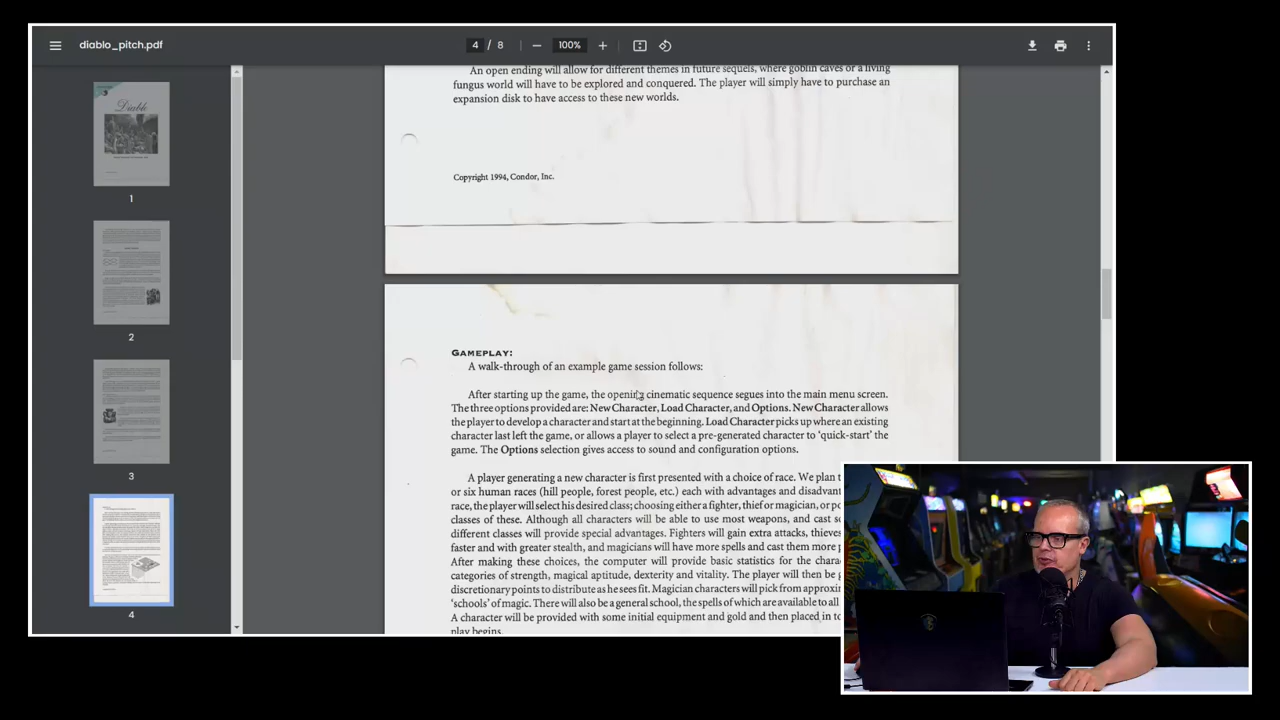 diablo_pitch.pdf
4 / 8
100%
An open ending will allow for different themes in future sequels, where goblin caves or a living
fungus world will have to be explored and conquered. The player will simply have to purchase an
expansion disk to have access to these new worlds.
Copyright 1994, Condor, Inc.
GAMEPLAY:
A walk-through of an example game session follows:
After starting up the game, the opening cinematic sequence segues into the main menu screen.
The three options provided are: New Character, Load Character, and Options. New Character allows
the player to develop a character and start at the beginning. Load Character picks up where an existing
character last left the game, or allows a player to select a pre-generated character to 'quick-start' the
game. The Options selection gives access to sound and configuration options.
A player generating a new character is first presented with a choice of race. We plan
or six human races (hill people, forest people, etc.) each with advantages and
race, the player will select his desired class; choosing either a fighter, thief or magician, or
classes of these. Although all characters will be able to use most weapons, and cast
different classes will provide special advantages. Fighters will gain extra attacks,
faster and with greater stealth, and magicians will have more spells and cast them more
After making these choices, the computer will provide basic statistics for the
categories of strength, magical aptitude, dexterity and vitality. The player will then be
discretionary points to distribute as he sees fit. Magician characters will pick from
'schools' of magic. There will also be a general school, the spells of which are available to all
A character will be provided with some initial equipment and gold and then placed in
play begins.
Diablo
1
2
3
4